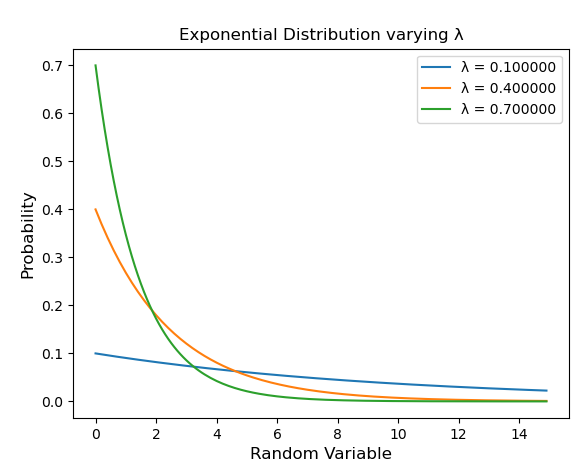 Exponential Distribution varying λ
λ = 0.100000
λ = 0.400000
λ = 0.700000
Probability
0.7
0.6
0.5
0.4
0.3
0.2
0.1
0.0
0 2 4 6 8 10 12 14
Random Variable